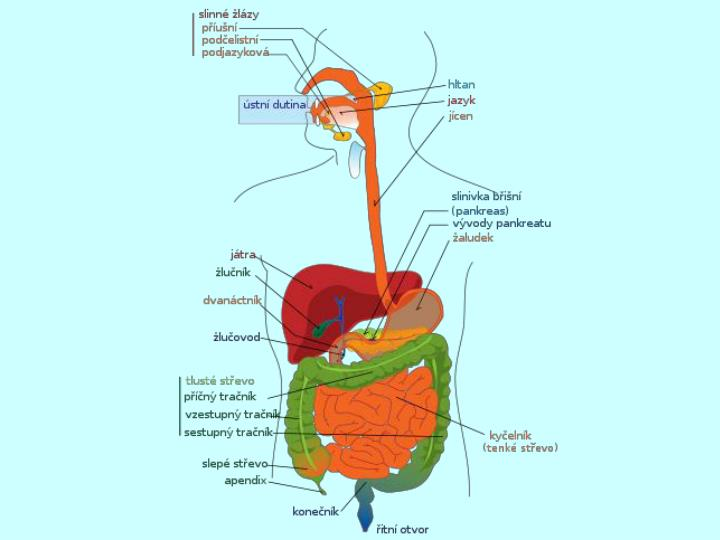 slinné žlázy
příušní
podčelistní
podjazyková
ústní dutina
hltan
jazyk
jícen
slinivka břišní
(pankreas)
vývody pankreatu
žaludek
játra
žlučník
dvanáctník
žlučovod
tlusté střevo
příčný tračník
vzestupný tračník
sestupný tračník
slepé střevo
apendix
kyčelník
(tenké střevo)
konečník
řitní otvor